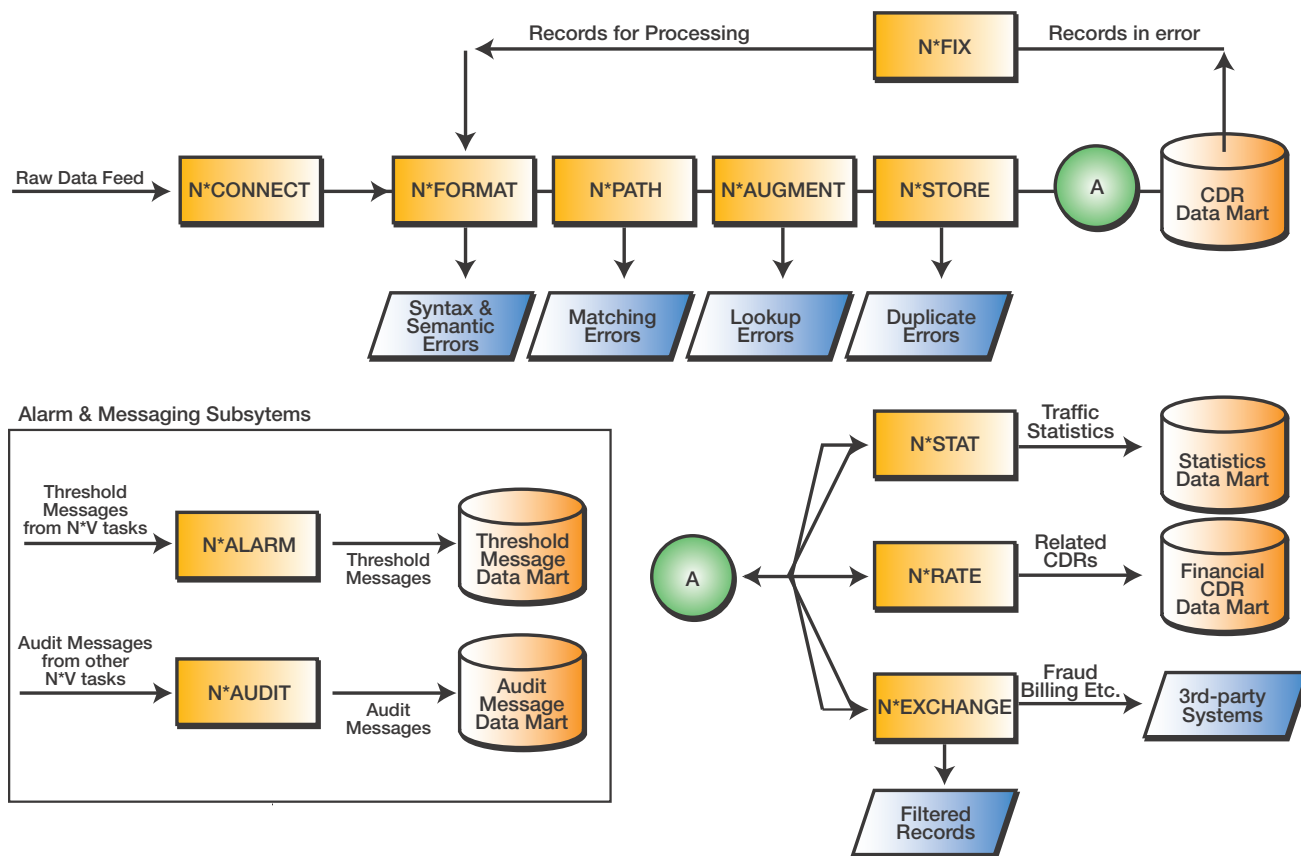 Records for Processing
N*FIX
Records in error
Raw Data Feed
N*CONNECT
N*FORMAT
N*PATH
N*AUGMENT
N*STORE
A
CDR
Data Mart
Syntax &
Semantic
Errors
Matching
Errors
Lookup
Errors
Duplicate
Errors
Alarm & Messaging Subsytems
Threshold
Messages
from N*V tasks
N*ALARM
Threshold
Messages
Threshold
Message
Data Mart
Audit Messages
from other
N*V tasks
N*AUDIT
Audit
Messages
Audit
Message
Data Mart
A
N*STAT
Traffic
Statistics
Statistics
Data Mart
N*RATE
Related
CDRs
Financial
CDR
Data Mart
N*EXCHANGE
Fraud
Billing Etc.
3rd-party
Systems
Filtered
Records